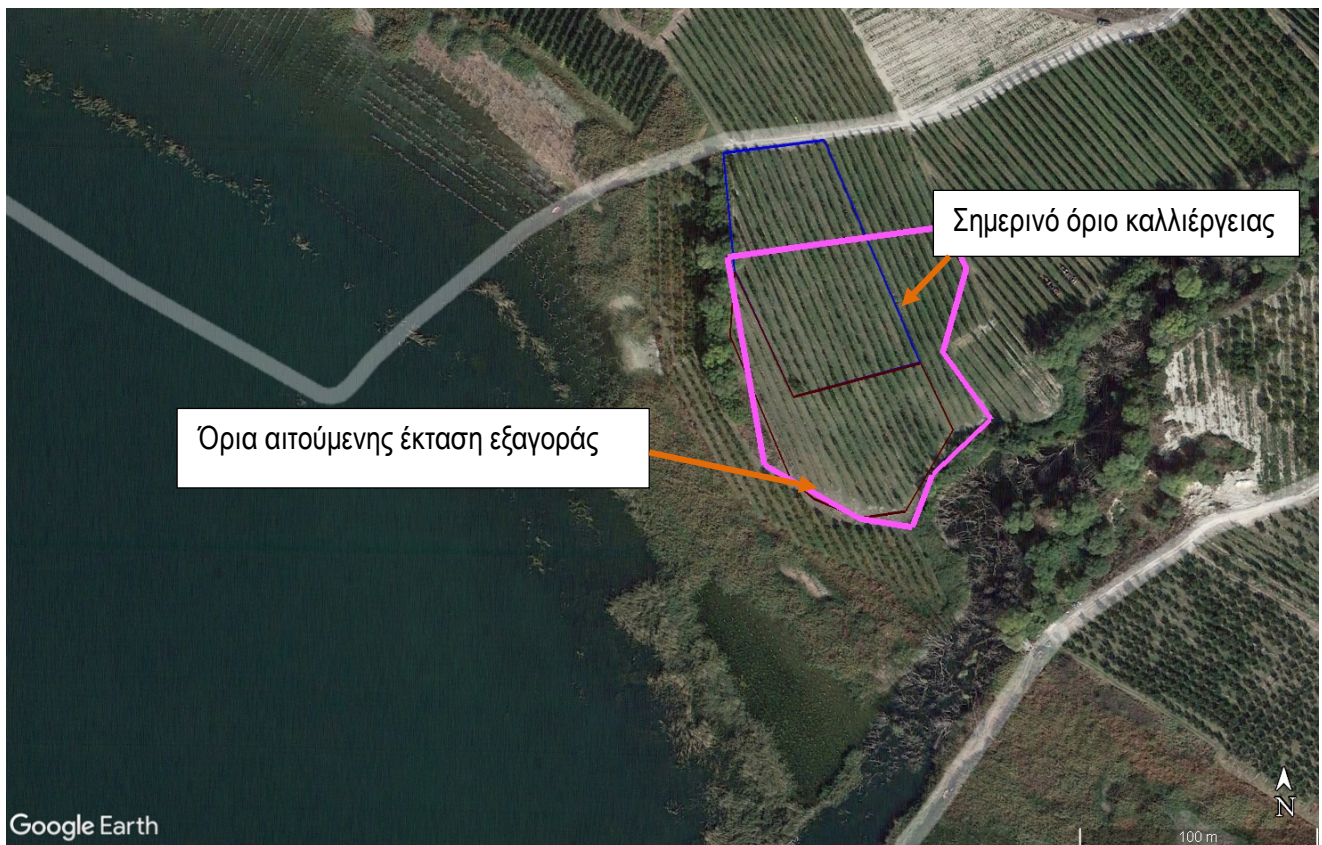 Σημερινό όριο καλλιέργειας
Όρια αιτούμενης έκταση εξαγοράς
N
Google Earth
100 m